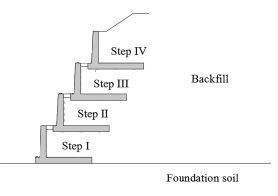 Step IV
Step III
Backfill
Step II
Step I
Foundation soil